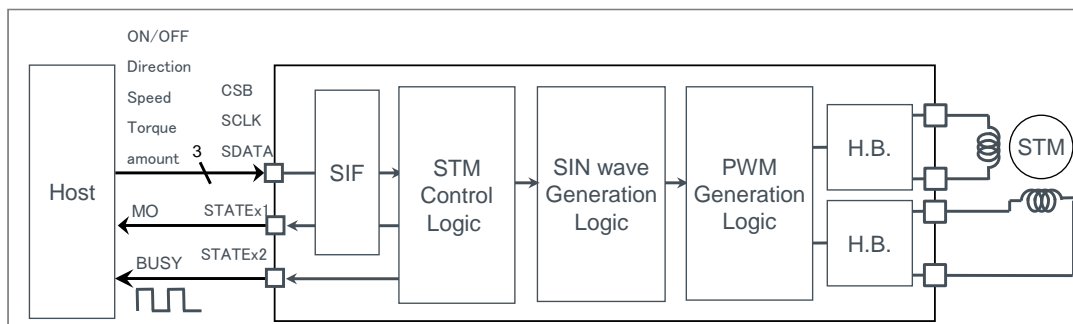 ON/OFF
Direction
Speed
Torque
amount
CSB
SCLK
SDATA
3
Host
MO
STATEx1
BUSY
STATEx2
SIF
STM
Control
Logic
SIN wave
Generation
Logic
PWM
Generation
Logic
H.B.
H.B.
STM